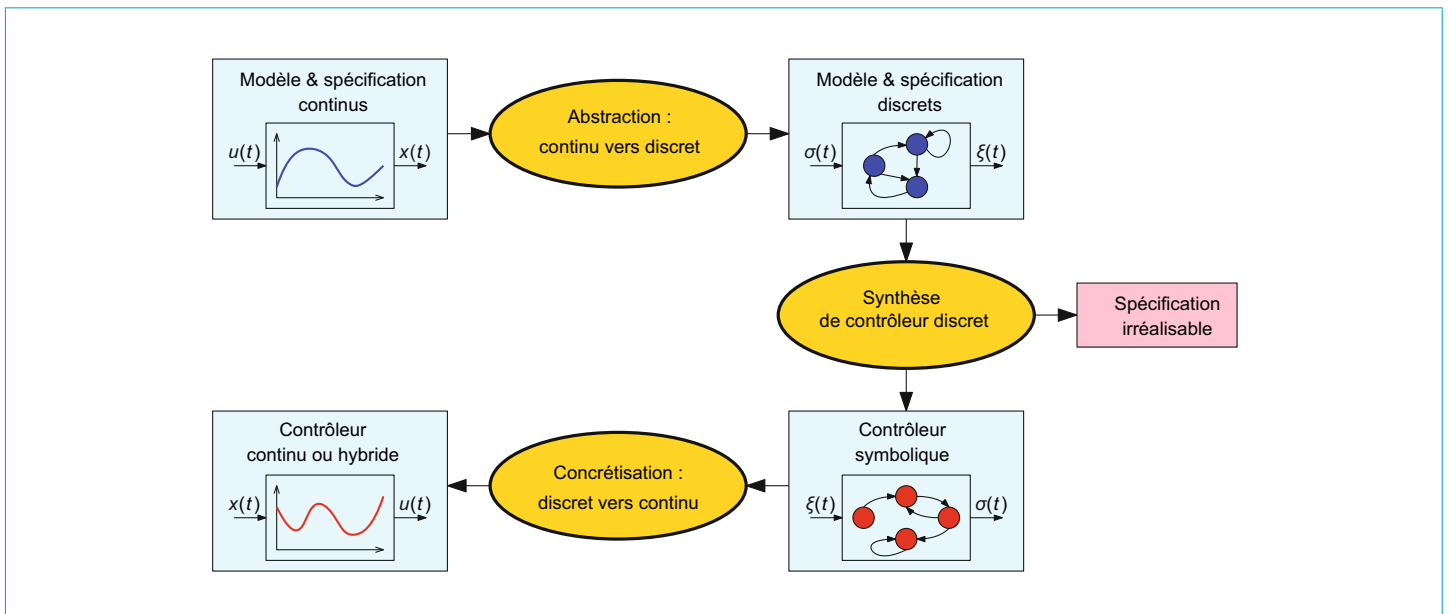 Modèle & spécification
continus
u(t)
x(t)
Abstraction :
continu vers discret
Modèle & spécification
discrets
σ(t)
ξ(t)
Synthèse
de contrôleur discret
Spécification
irréalisable
Contrôleur
continu ou hybride
x(t)
u(t)
Concrétisation :
discret vers continu
Contrôleur
symbolique
ξ(t)
σ(t)